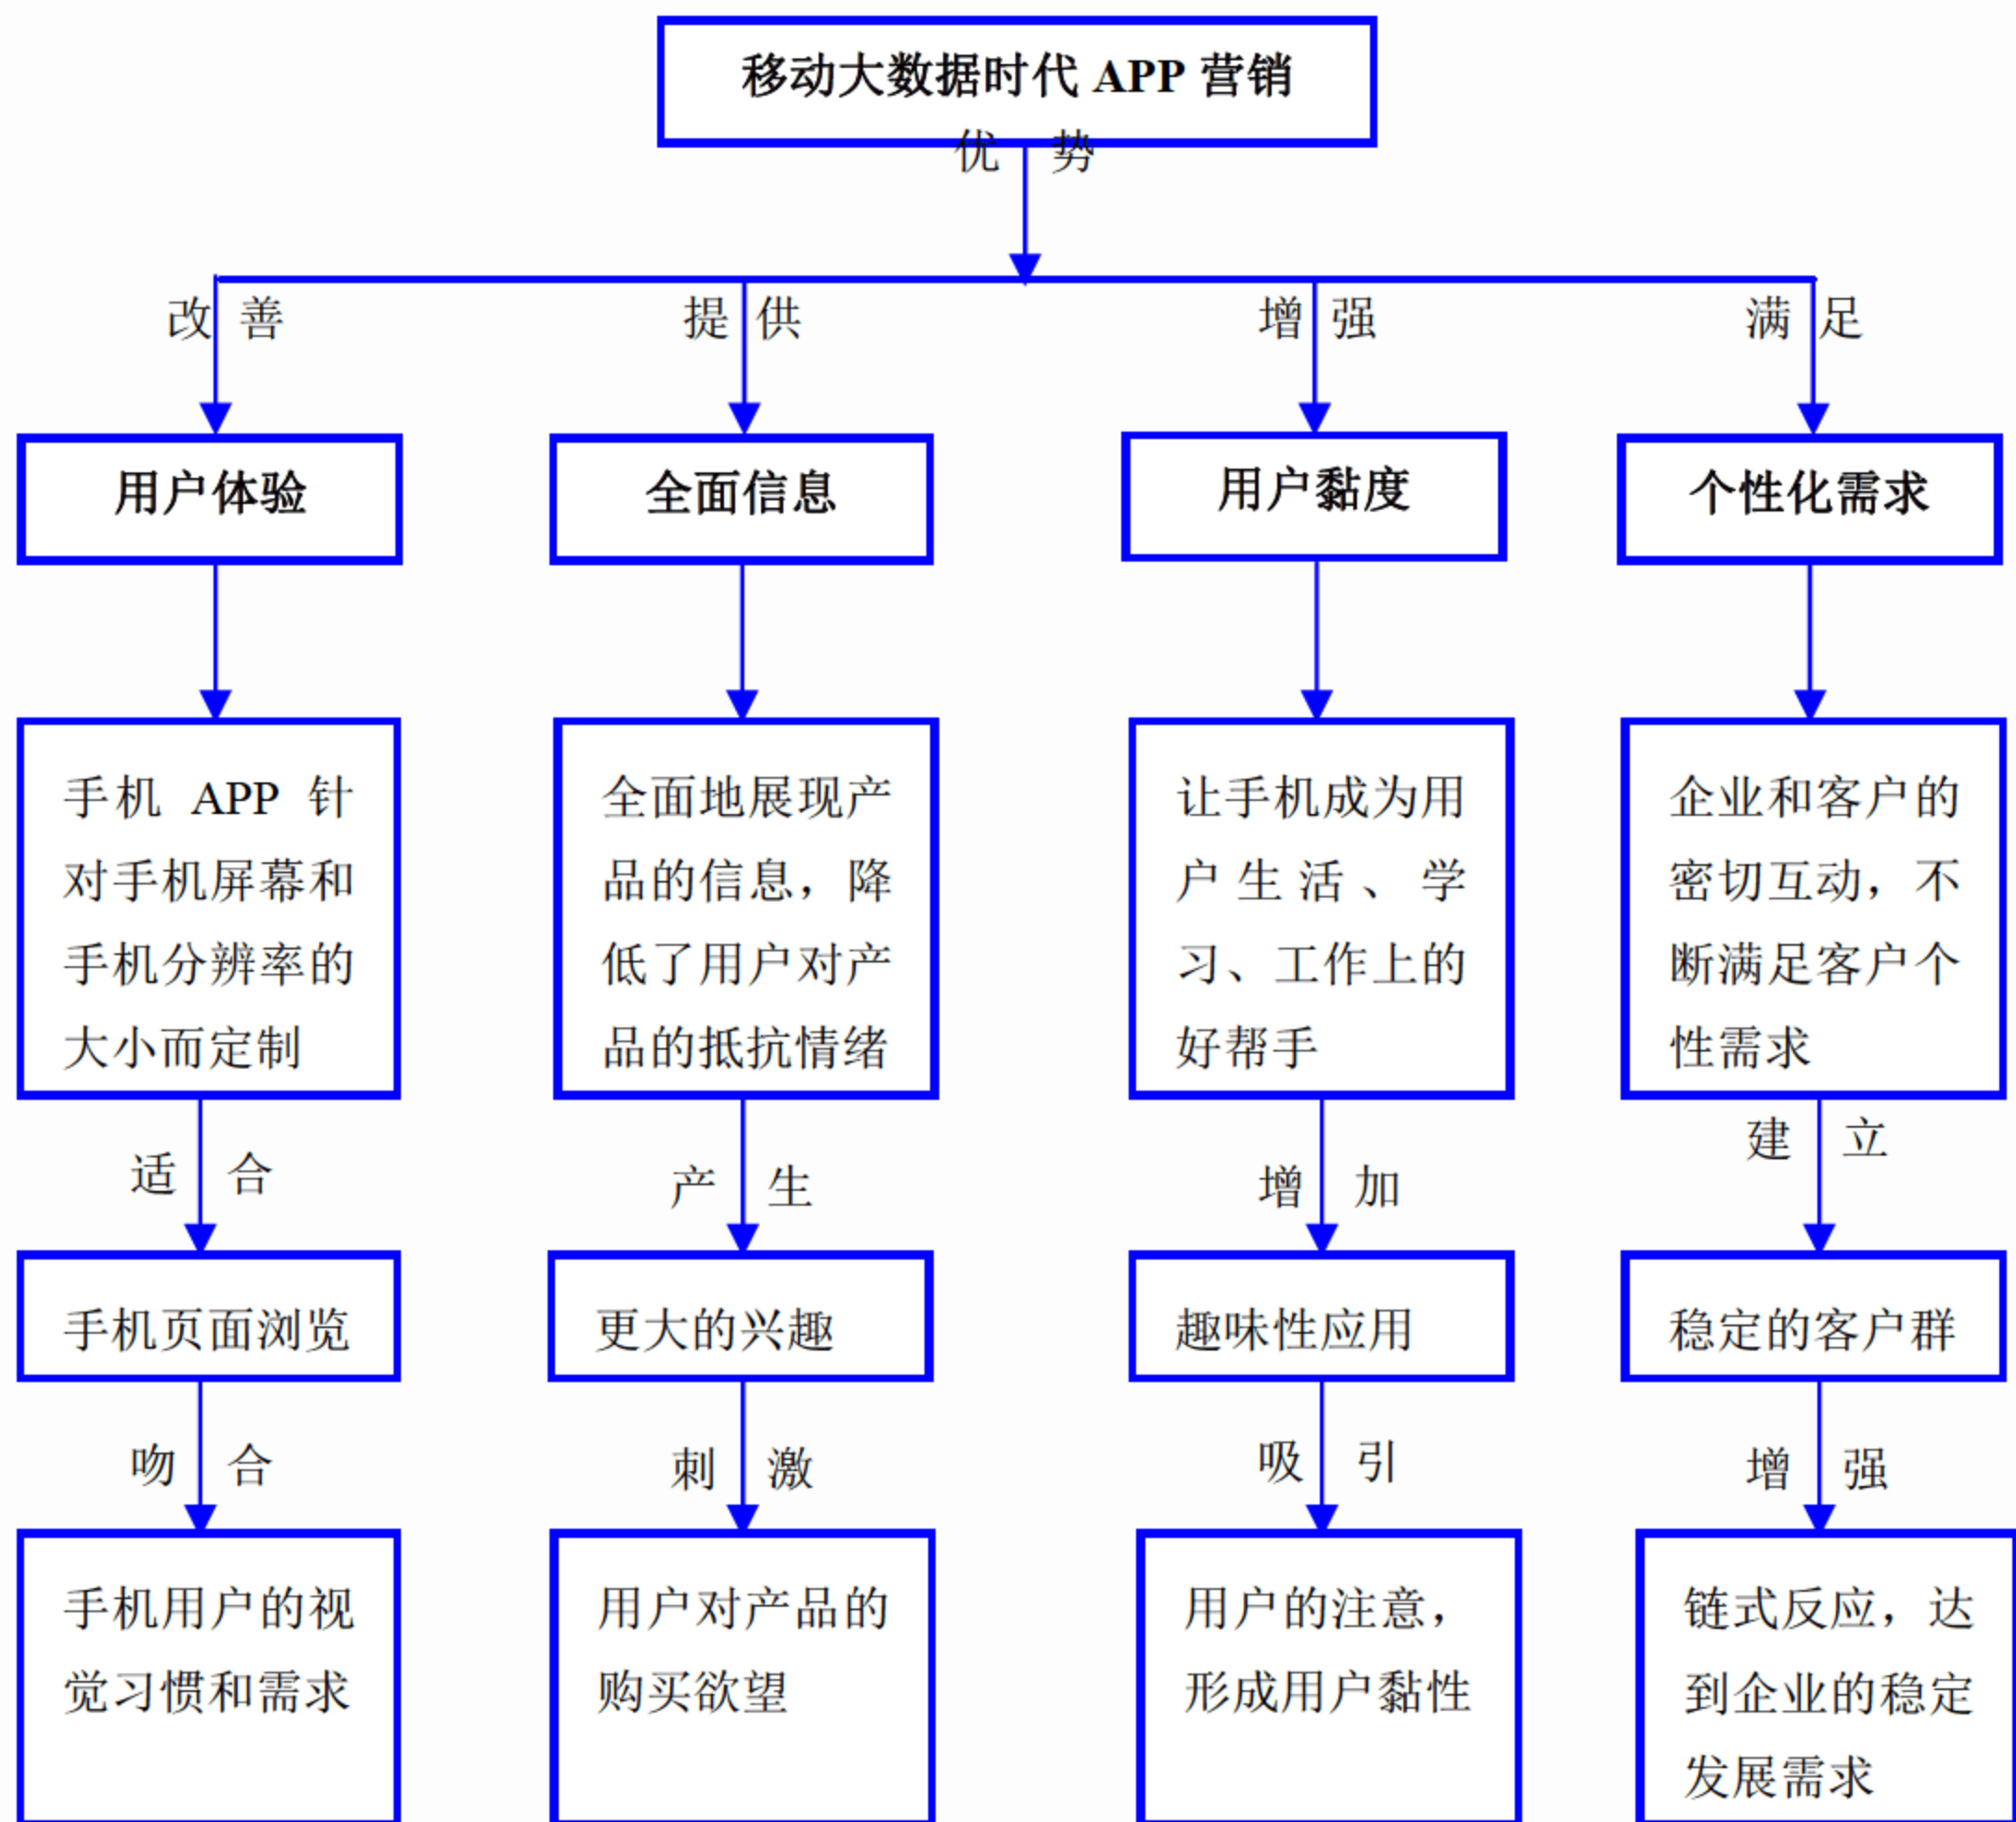 移动大数据时代 APP 营销
优 势
改 善
提 供
增 强
满 足
用户体验
全面信息
用户黏度
个性化需求
手机 APP 针
对手机屏幕和
手机分辨率的
大小而定制
全面地展现产
品的信息，降
低了用户对产
品的抵抗情绪
让手机成为用
户生活、学
习、工作上的
好帮手
企业和客户的
密切互动，不
断满足客户个
性需求
适 合
产 生
增 加
建 立
手机页面浏览
更大的兴趣
趣味性应用
稳定的客户群
吻 合
刺 激
吸 引
增 强
手机用户的视
觉习惯和需求
用户对产品的
购买欲望
用户的注意，
形成用户黏性
链式反应，达
到企业的稳定
发展需求